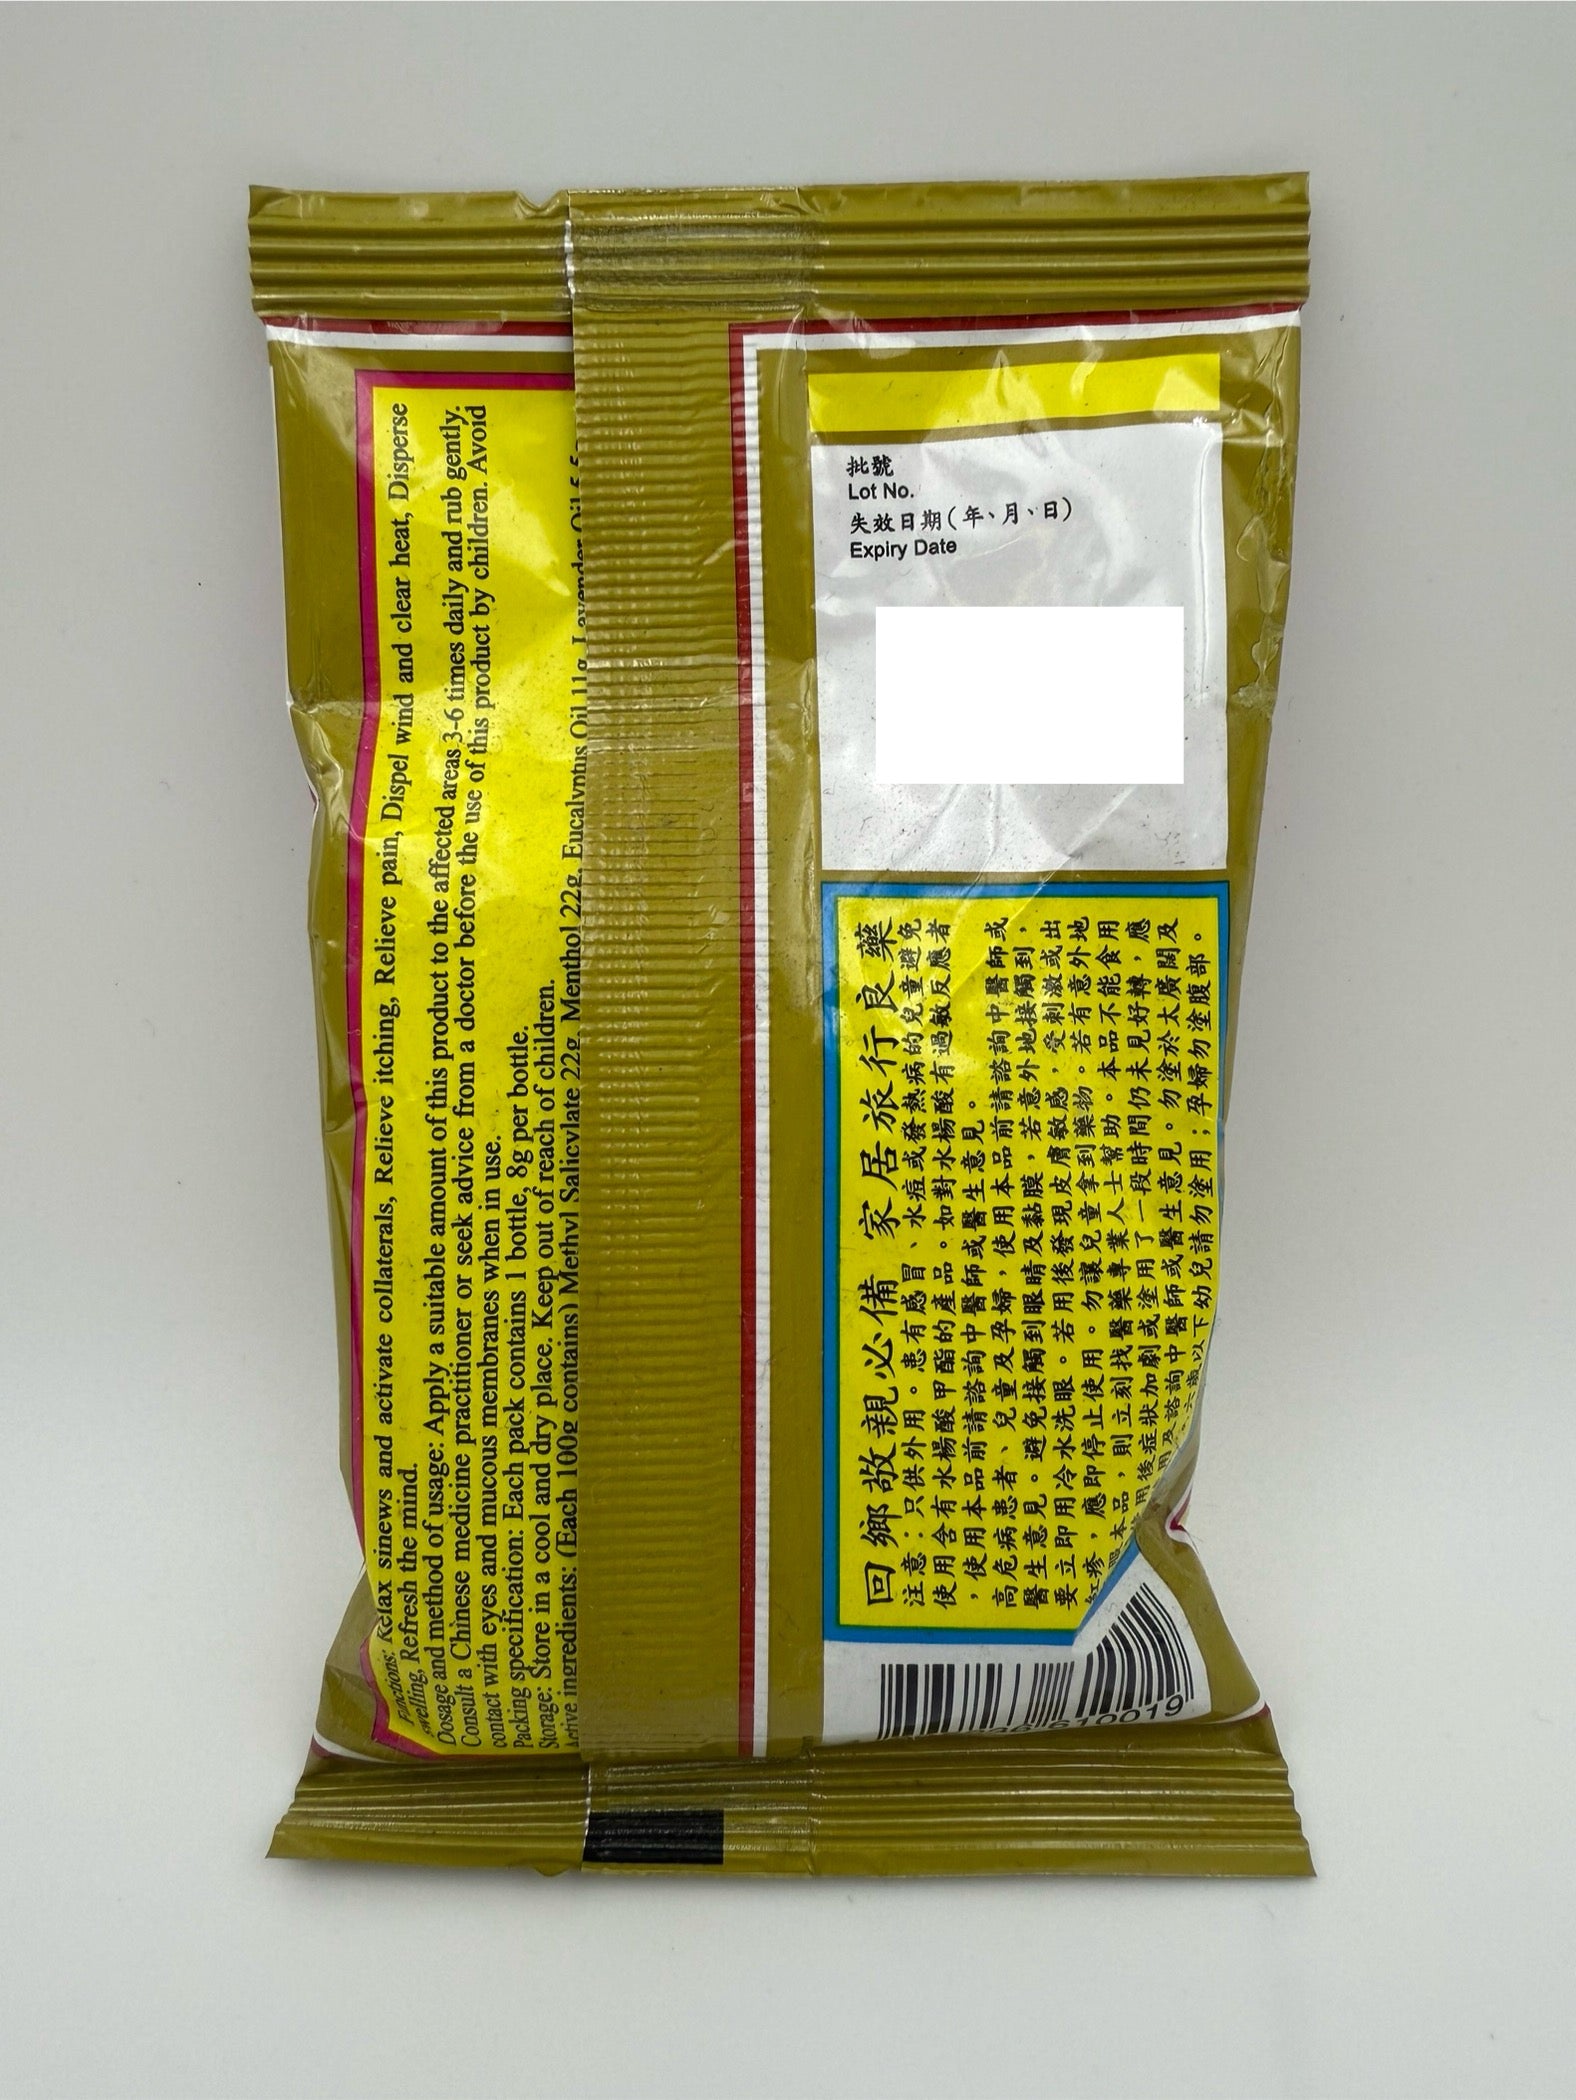 Functions: Relax sinews and activate collaterals, Relieve itching, Relieve pain, Dispel wind and clear heat, Disperse
swelling, Refresh the mind.
Dosage and method of usage: Apply a suitable amount of this product to the affected areas 3-6 times daily and rub gently.
Consult a Chinese medicine practitioner or seek advice from a doctor before the use of this product by children. Avoid
contact with eyes and mucous membranes when in use.
Packing specification: Each pack contains 1 bottle, 8g per bottle.
Storage: Store in a cool and dry place. Keep out of reach of children.
Active ingredients: (Each 100g contains) Methyl Salicylate 22g, Menthol 22g, Eucalyptus Oil 11g, Lavender Oil
批號
Lot No.
失效日期(年、月、日)
Expiry Date
回鄉敬親必備 家居旅行良藥
注意：只供外用。患有感冒、水痘或發熱病的兒童避免
使用含有水楊酸甲酯的產品。如對水楊酸有過敏反應者
，使用本品前請諮詢中醫師或醫生意見。
高危病患者、兒童及孕婦，使用本品前請諮詢中醫師或
醫生意見。避免接觸到眼睛及黏膜，若意外地接觸到，
要立即用冷水洗眼。若用後發現皮膚敏感，受刺激或出
紅疹，應即停止使用。勿讓兒童拿到藥物。若有意外地
服本品，則立刻找醫藥專業人士幫助。本品不能食用
用後症狀加劇或塗用了一段時間仍未見好轉，應
用及諮詢中醫師或醫生意見。勿塗於太廣闊及
六歲以下幼兒請勿塗用；孕婦勿塗腹部。
610019